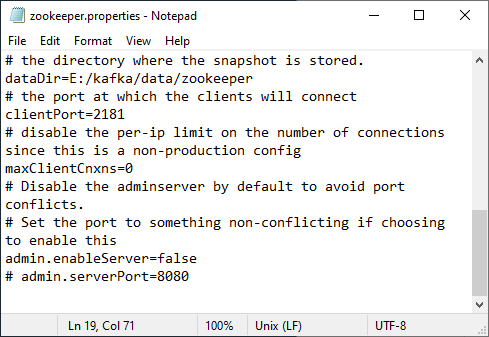 zookeeper.properties - Notepad
File Edit Format View Help
# the directory where the snapshot is stored.
dataDir=E:/kafka/data/zookeeper
# the port at which the clients will connect
clientPort=2181
# disable the per-ip limit on the number of connections
since this is a non-production config
maxClientCnxns=0
# Disable the adminserver by default to avoid port
conflicts.
# Set the port to something non-conflicting if choosing
to enable this
admin.enableServer=false
# admin.serverPort=8080
Ln 19, Col 71 100% Unix (LF) UTF-8